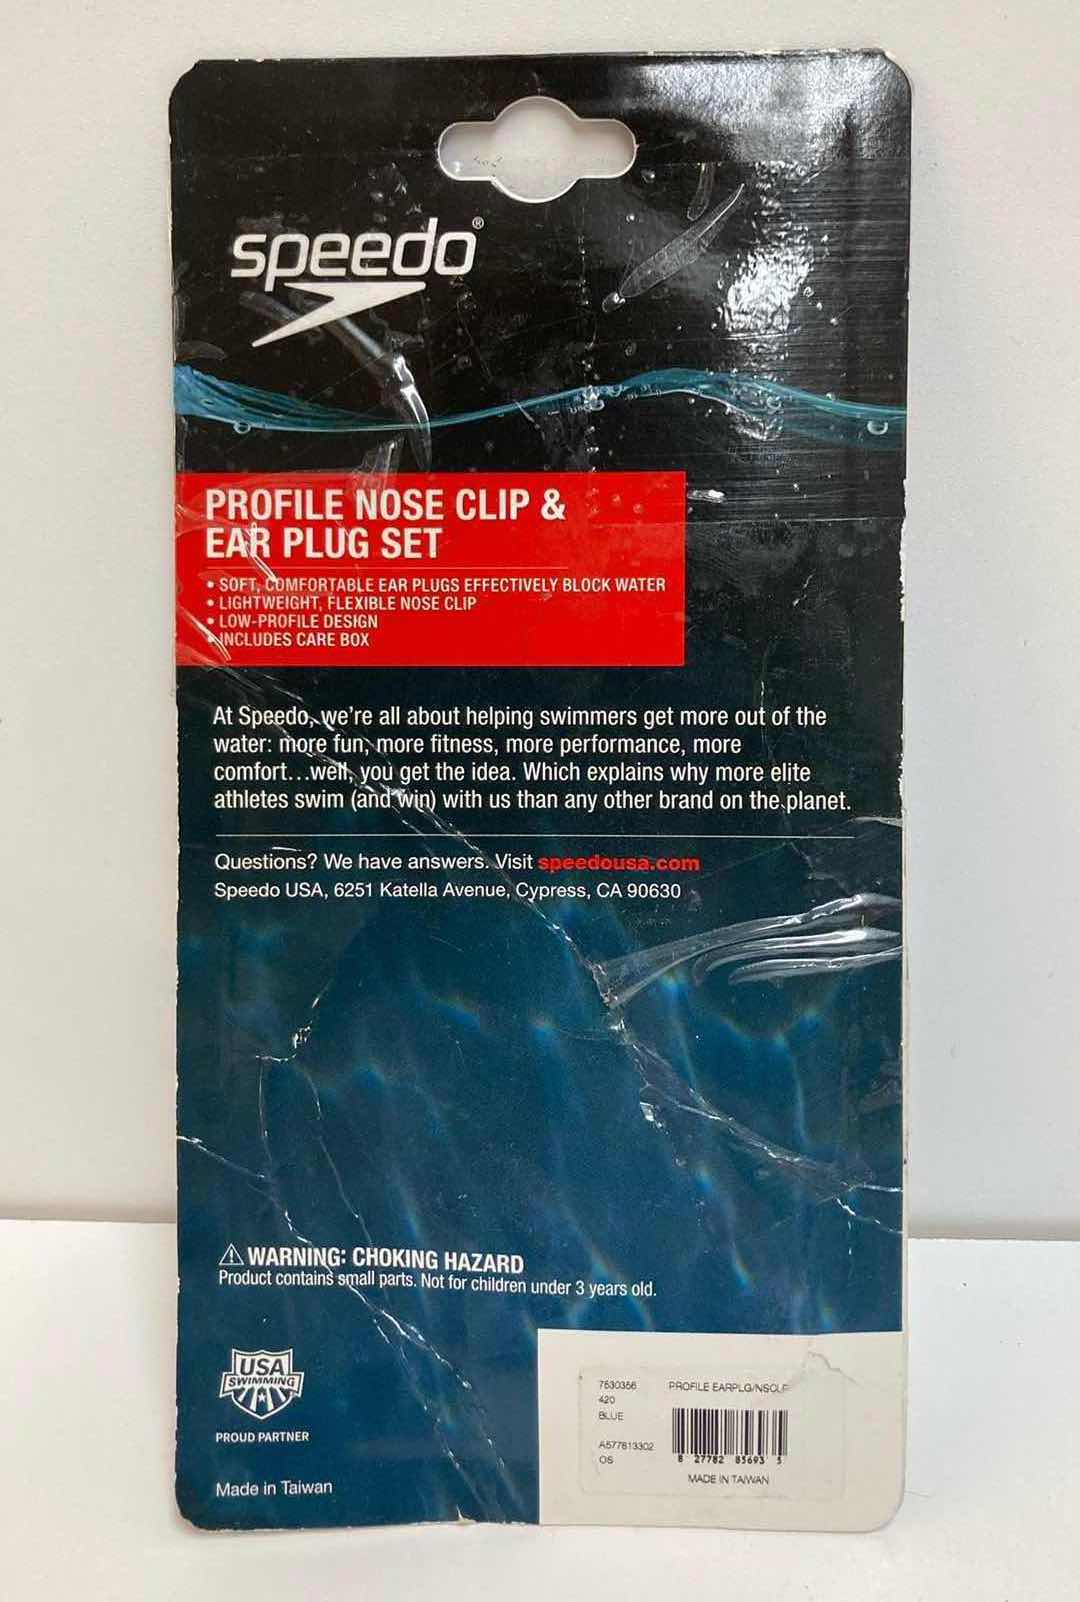 speedo®
PROFILE NOSE CLIP &
EAR PLUG SET
• SOFT, COMFORTABLE EAR PLUGS EFFECTIVELY BLOCK WATER
• LIGHTWEIGHT, FLEXIBLE NOSE CLIP
• LOW-PROFILE DESIGN
• INCLUDES CARE BOX
At Speedo, we're all about helping swimmers get more out of the
water: more fun, more fitness, more performance, more
comfort...well, you get the idea. Which explains why more elite
athletes swim (and win) with us than any other brand on the planet.
Questions? We have answers. Visit speedousa.com
Speedo USA, 6251 Katella Avenue, Cypress, CA 90630
⚠ WARNING: CHOKING HAZARD
Product contains small parts. Not for children under 3 years old.
USA
SWIMMING
PROUD PARTNER
Made in Taiwan
7530356 PROFILE EARPLG/NSCLP
420
BLUE
A577813302
OS
8 27782 85693 5
MADE IN TAIWAN